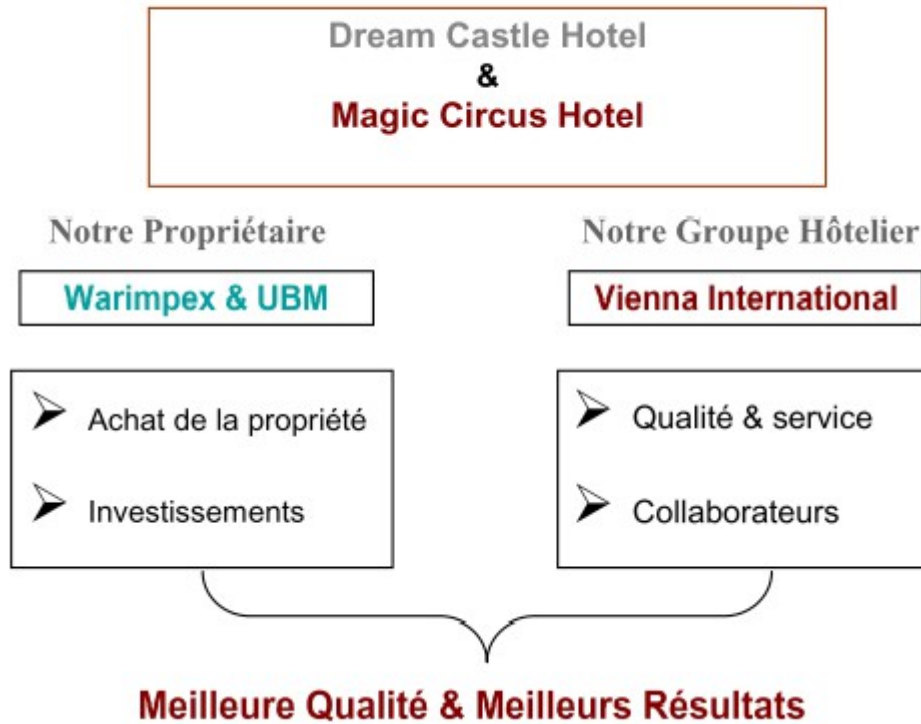 Dream Castle Hotel
&
Magic Circus Hotel
Notre Propriétaire
Notre Groupe Hôtelier
Warimpex & UBM
Vienna International
Achat de la propriété
Investissements
Qualité & service
Collaborateurs
Meilleure Qualité & Meilleurs Résultats